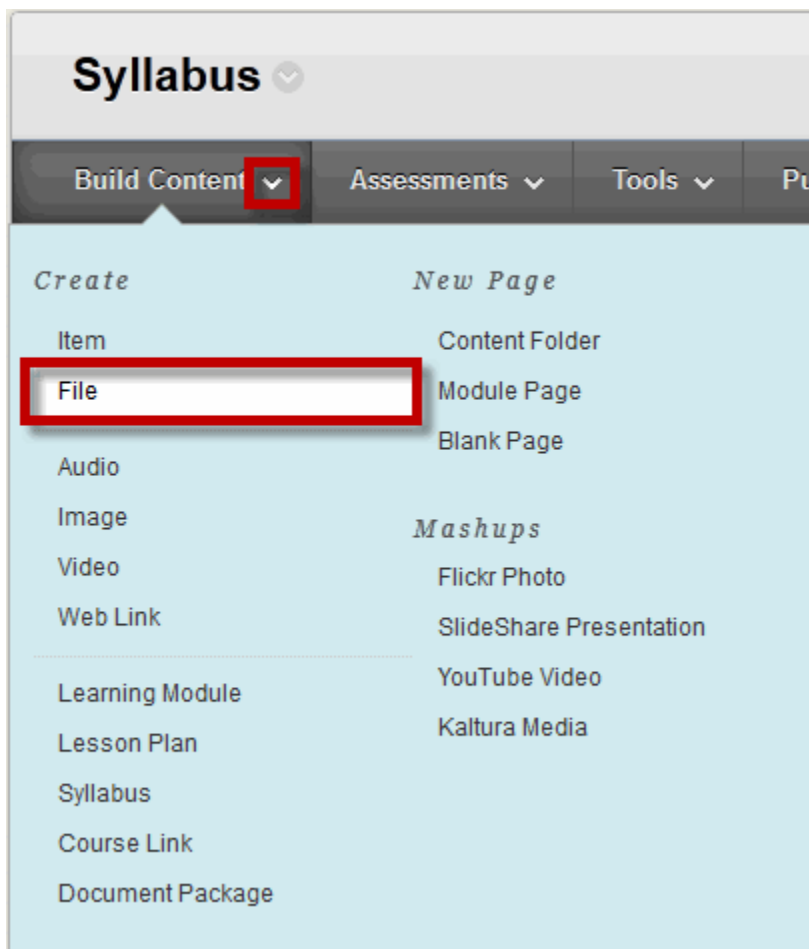 Syllabus
Build Content
Assessments
Tools
Pu
Create
Item
File
Audio
Image
Video
Web Link
Learning Module
Lesson Plan
Syllabus
Course Link
Document Package
New Page
Content Folder
Module Page
Blank Page
Mashups
Flickr Photo
SlideShare Presentation
YouTube Video
Kaltura Media